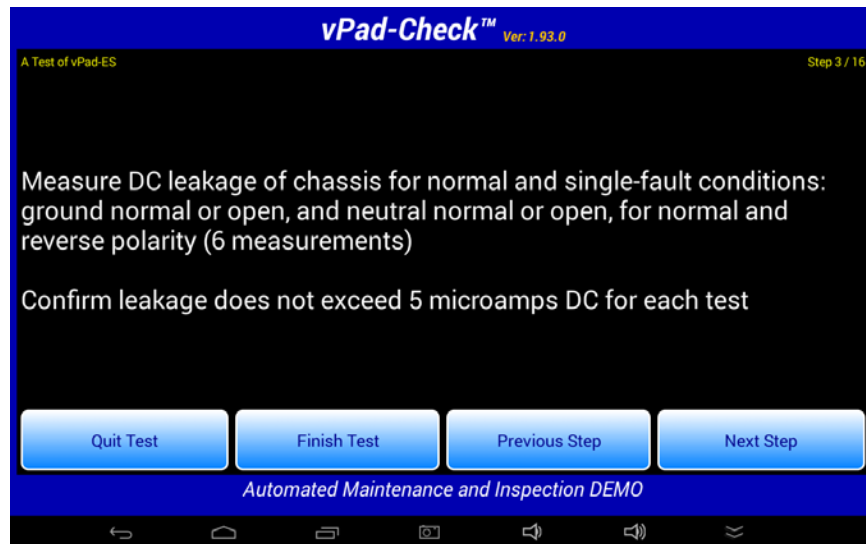 vPad-Check™ Ver: 1.93.0
A Test of vPad-ES
Step 3 / 16
Measure DC leakage of chassis for normal and single-fault conditions:
ground normal or open, and neutral normal or open, for normal and
reverse polarity (6 measurements)
Confirm leakage does not exceed 5 microamps DC for each test
Quit Test
Finish Test
Previous Step
Next Step
Automated Maintenance and Inspection DEMO